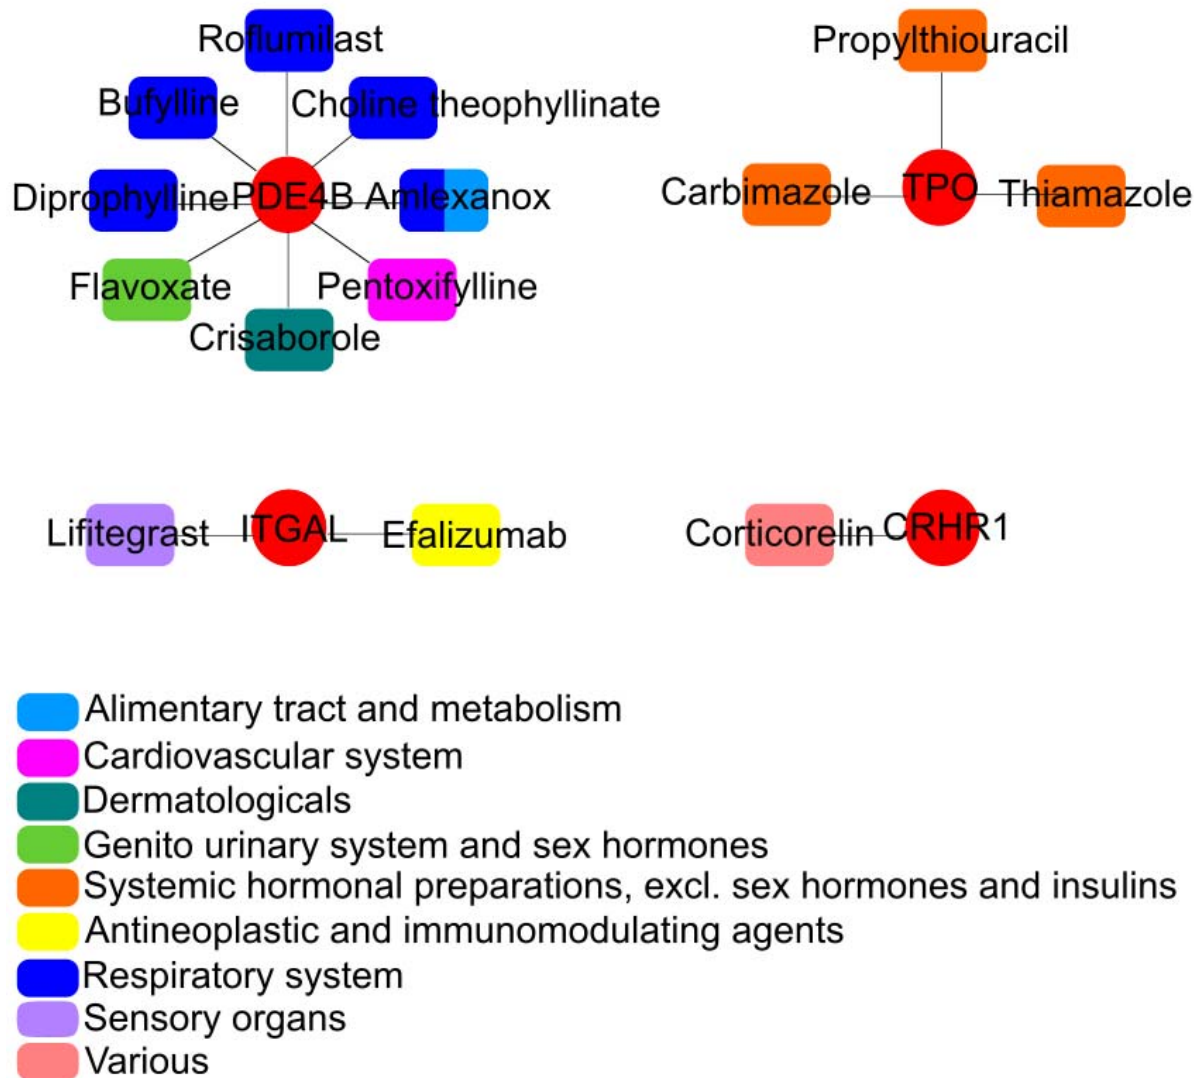 Roflumilast
Propylthiouracil
Bufylline
Choline theophyllinate
Diprophylline
PDE4B
Amlexanox
Carbimazole
TPO
Thiamazole
Flavoxate
Pentoxifylline
Crisaborole
Lifitegrast
ITGAL
Efalizumab
Corticorelin
CRHR1
Alimentary tract and metabolism
Cardiovascular system
Dermatologicals
Genito urinary system and sex hormones
Systemic hormonal preparations, excl. sex hormones and insulins
Antineoplastic and immunomodulating agents
Respiratory system
Sensory organs
Various